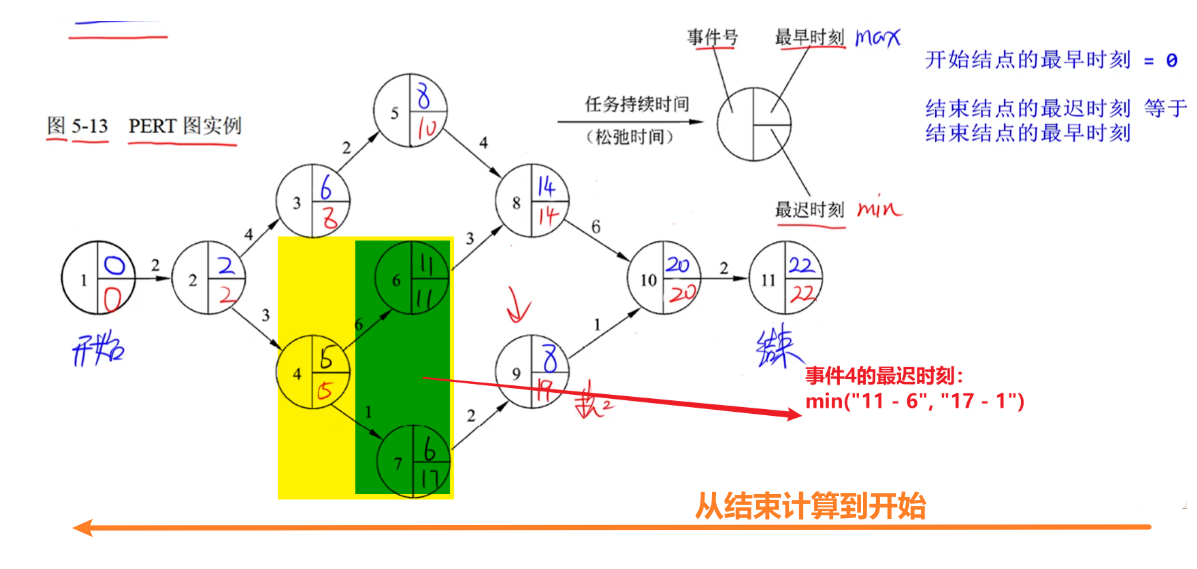 事件号 最早时刻 max
开始结点的最早时刻 = 0
任务持续时间
(松弛时间)
结束结点的最迟时刻 等于
结束结点的最早时刻
图 5-13 PERT 图实例
最迟时刻 min
5 8 10
2
4
3 6 8
8 14 14
4
3
6
1 0 0
2
2 2 2
6 11 11
10 20 20
2
11 22 22
开始
3
6
1
结束
4 5 5
9 8 19
事件4的最迟时刻：
min("11 - 6", "17 - 1")
1
2
7 6 17
从结束计算到开始